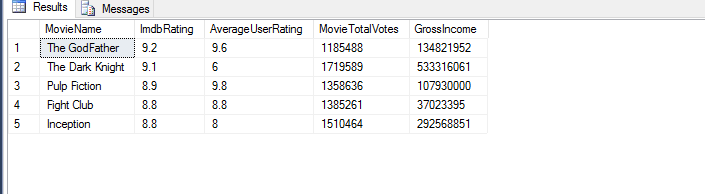 Results Messages
MovieName ImdbRating AverageUserRating MovieTotalVotes GrossIncome
1 The GodFather 9.2 9.6 1185488 134821952
2 The Dark Knight 9.1 6 1719589 533316061
3 Pulp Fiction 8.9 9.8 1358636 107930000
4 Fight Club 8.8 8.8 1385261 37023395
5 Inception 8.8 8 1510464 292568851